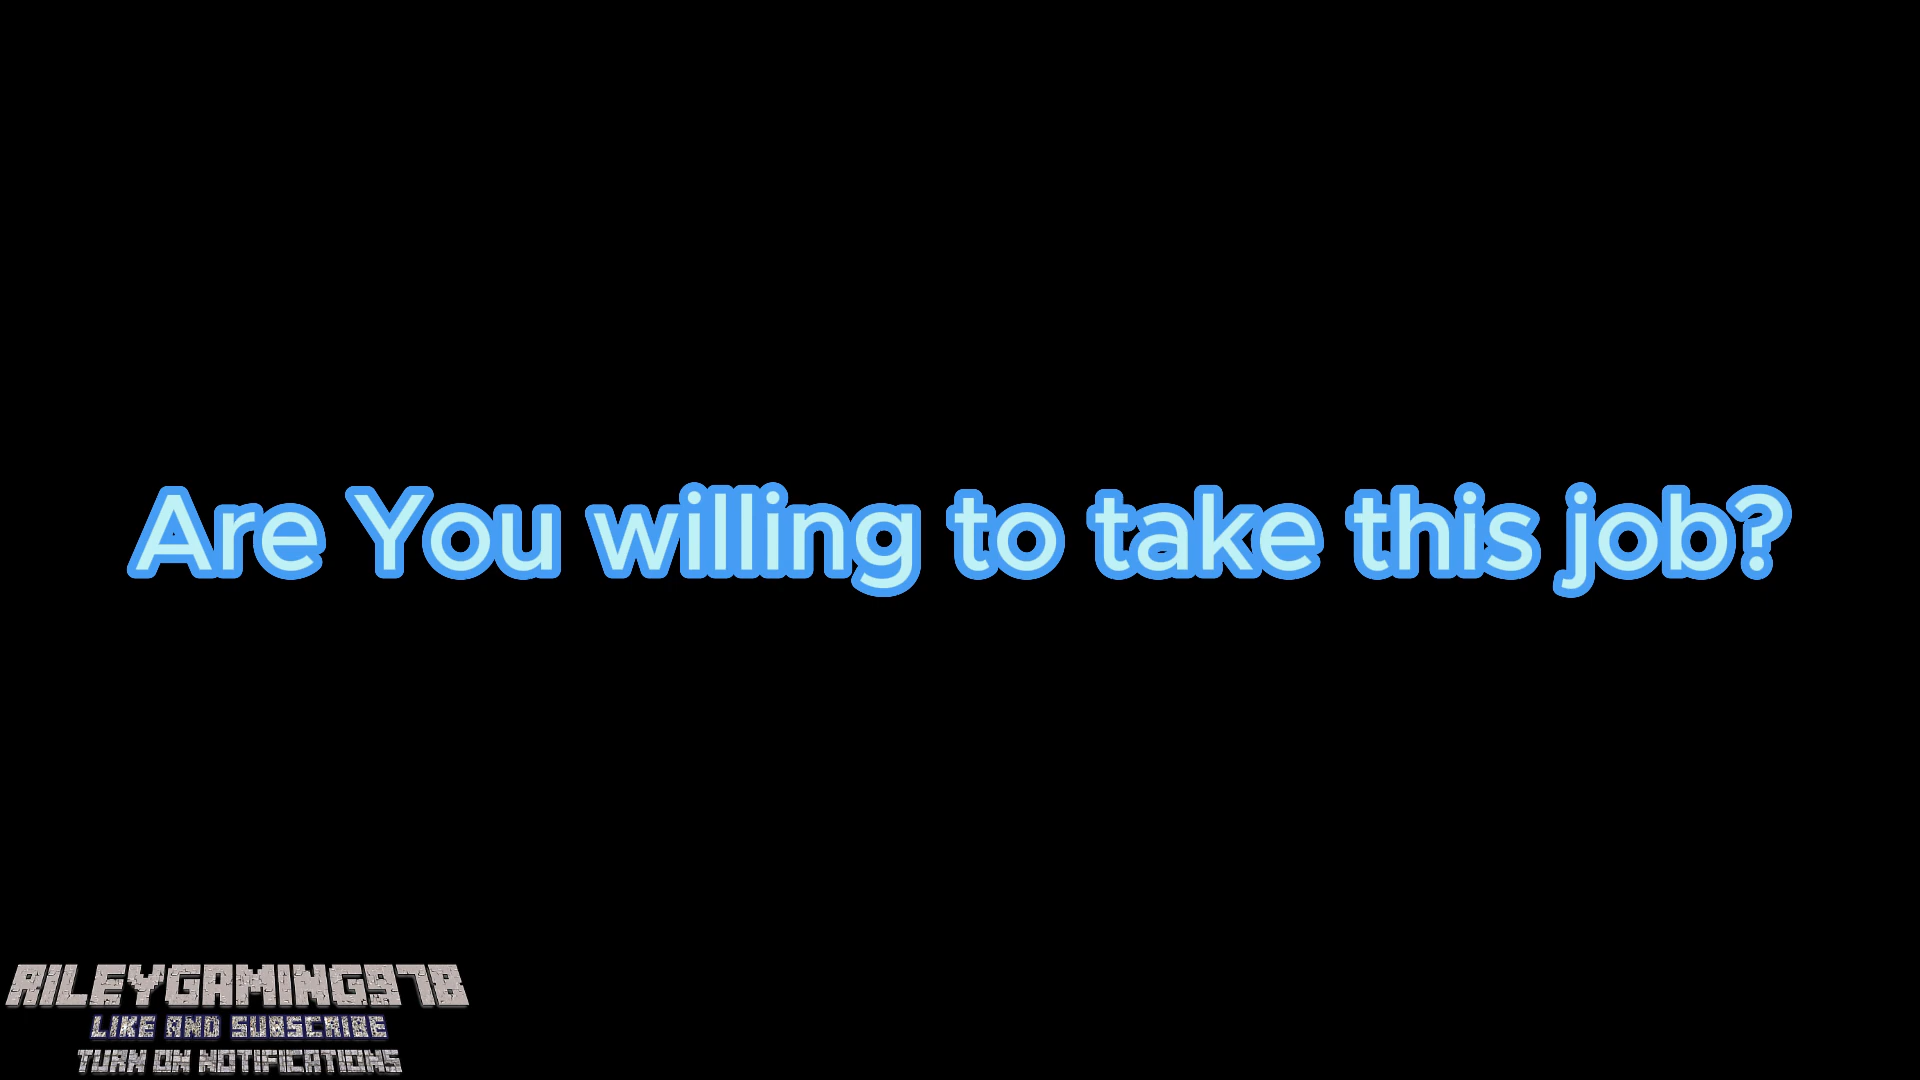 Are You willing to take this job?
RILEYGAMING978
LIKE AND SUBSCRIBE
TURN ON NOTIFICATIONS